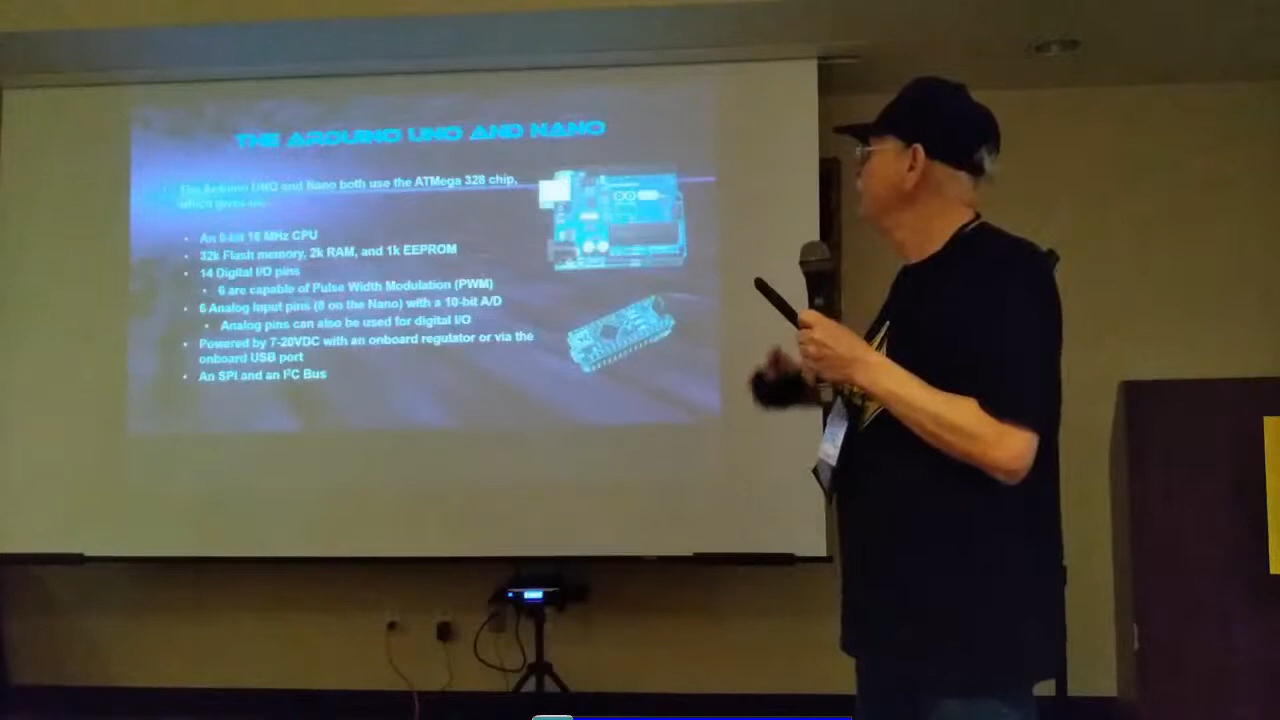 THE ARDUINO UNO AND NANO
The Arduino UNO and Nano both use the ATMega 328 chip,
which gives us:
• An 8-bit 16 MHz CPU
• 32k Flash memory, 2k RAM, and 1k EEPROM
• 14 Digital I/O pins
• 6 are capable of Pulse Width Modulation (PWM)
• 6 Analog Input pins (8 on the Nano) with a 10-bit A/D
• Analog pins can also be used for digital I/O
• Powered by 7-20VDC with an onboard regulator or via the
onboard USB port
• An SPI and an I²C Bus